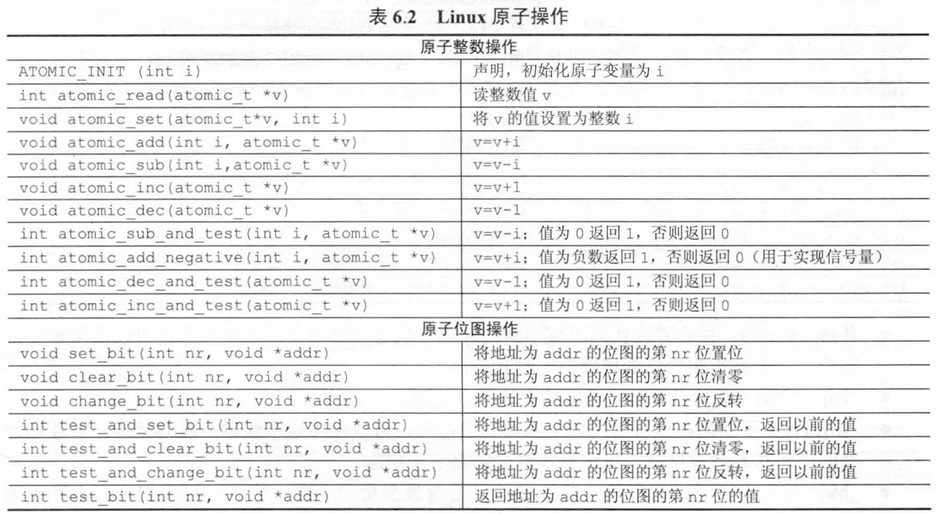 表 6.2 Linux 原子操作
原子整数操作
ATOMIC_INIT (int i) 声明，初始化原子变量为 i
int atomic_read(atomic_t *v) 读整数值 v
void atomic_set(atomic_t*v, int i) 将 v 的值设置为整数 i
void atomic_add(int i, atomic_t *v) v=v+i
void atomic_sub(int i,atomic_t *v) v=v-i
void atomic_inc(atomic_t *v) v=v+1
void atomic_dec(atomic_t *v) v=v-1
int atomic_sub_and_test(int i, atomic_t *v) v=v-i；值为 0 返回 1，否则返回 0
int atomic_add_negative(int i, atomic_t *v) v=v+i；值为负数返回 1，否则返回 0（用于实现信号量）
int atomic_dec_and_test(atomic_t *v) v=v-1；值为 0 返回 1，否则返回 0
int atomic_inc_and_test(atomic_t *v) v=v+1；值为 0 返回 1，否则返回 0
原子位图操作
void set_bit(int nr, void *addr) 将地址为 addr 的位图的第 nr 位置位
void clear_bit(int nr, void *addr) 将地址为 addr 的位图的第 nr 位清零
void change_bit(int nr, void *addr) 将地址为 addr 的位图的第 nr 位反转
int test_and_set_bit(int nr, void *addr) 将地址为 addr 的位图的第 nr 位置位，返回以前的值
int test_and_clear_bit(int nr, void *addr) 将地址为 addr 的位图的第 nr 位清零，返回以前的值
int test_and_change_bit(int nr, void *addr) 将地址为 addr 的位图的第 nr 位反转，返回以前的值
int test_bit(int nr, void *addr) 返回地址为 addr 的位图的第 nr 位的值